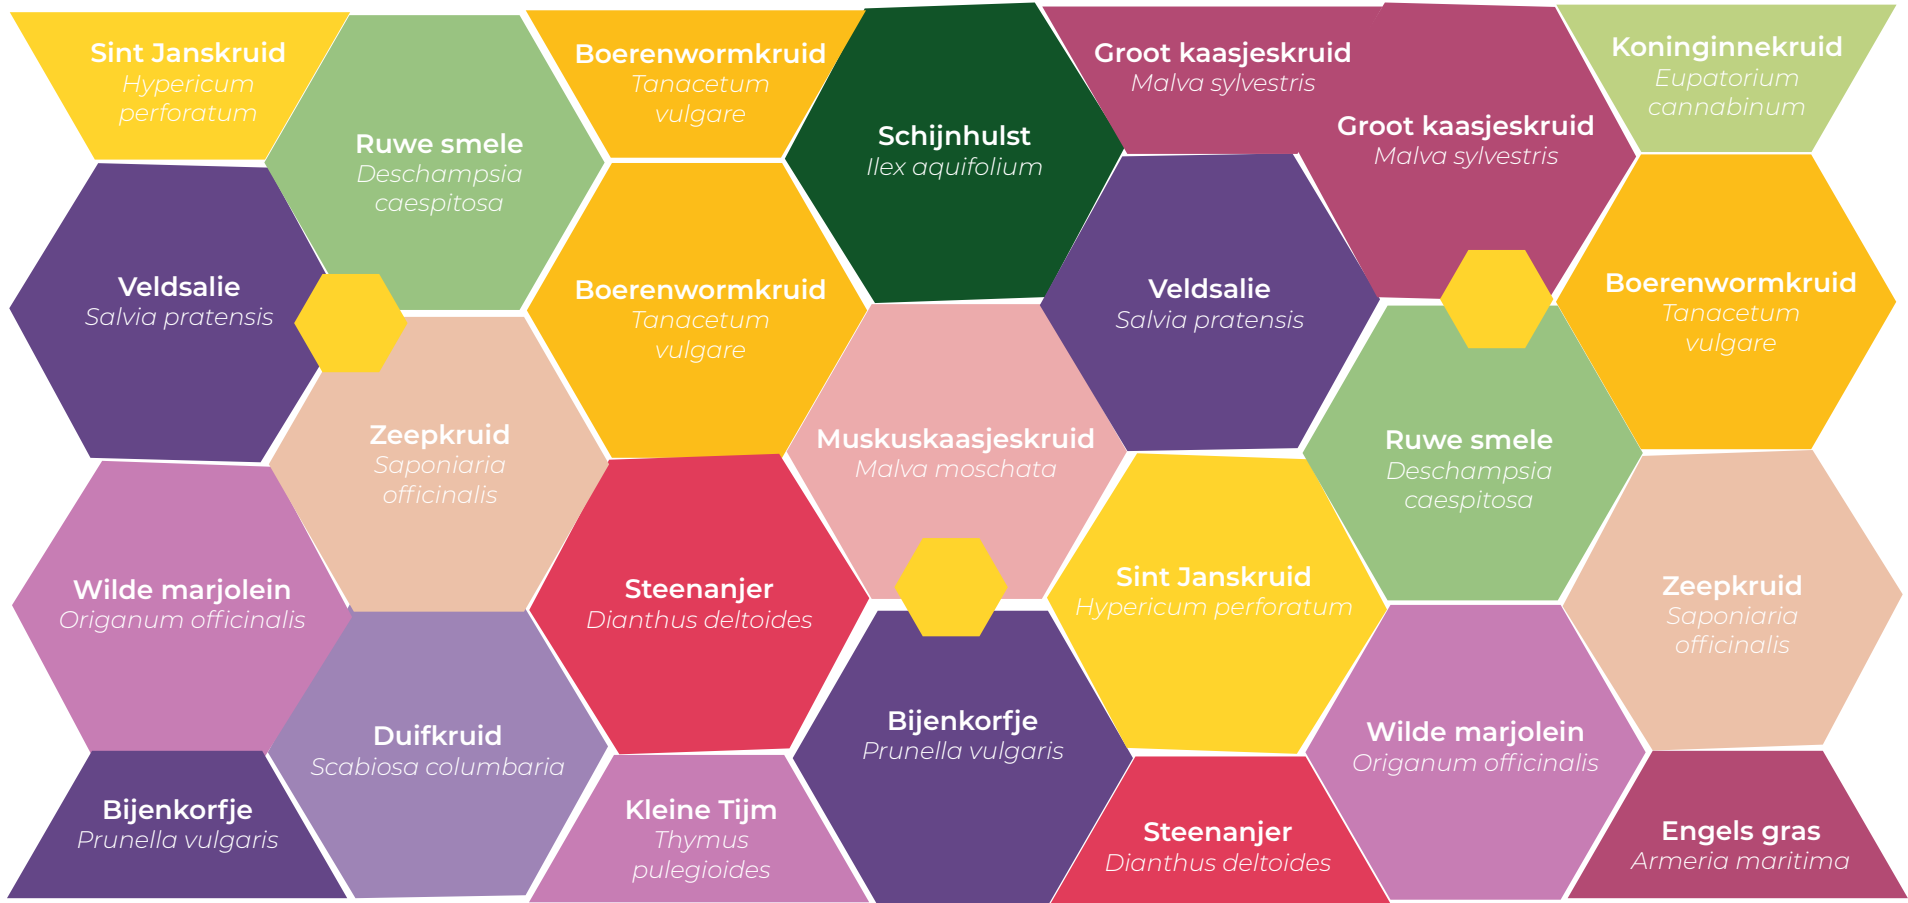 Sint Janskruid
Hypericum
perforatum
Boerenwormkruid
Tanacetum
vulgare
Groot kaasjeskruid
Malva sylvestris
Koninginnekruid
Eupatorium
cannabinum
Ruwe smele
Deschampsia
caespitosa
Schijnhulst
Ilex aquifolium
Groot kaasjeskruid
Malva sylvestris
Veldsalie
Salvia pratensis
Boerenwormkruid
Tanacetum
vulgare
Veldsalie
Salvia pratensis
Boerenwormkruid
Tanacetum
vulgare
Zeepkruid
Saponiaria
officinalis
Muskuskaasjeskruid
Malva moschata
Ruwe smele
Deschampsia
caespitosa
Wilde marjolein
Origanum officinalis
Steenanjer
Dianthus deltoides
Sint Janskruid
Hypericum perforatum
Zeepkruid
Saponiaria
officinalis
Duifkruid
Scabiosa columbaria
Bijenkorfje
Prunella vulgaris
Wilde marjolein
Origanum officinalis
Bijenkorfje
Prunella vulgaris
Kleine Tijm
Thymus
pulegioides
Steenanjer
Dianthus deltoides
Engels gras
Armeria maritima